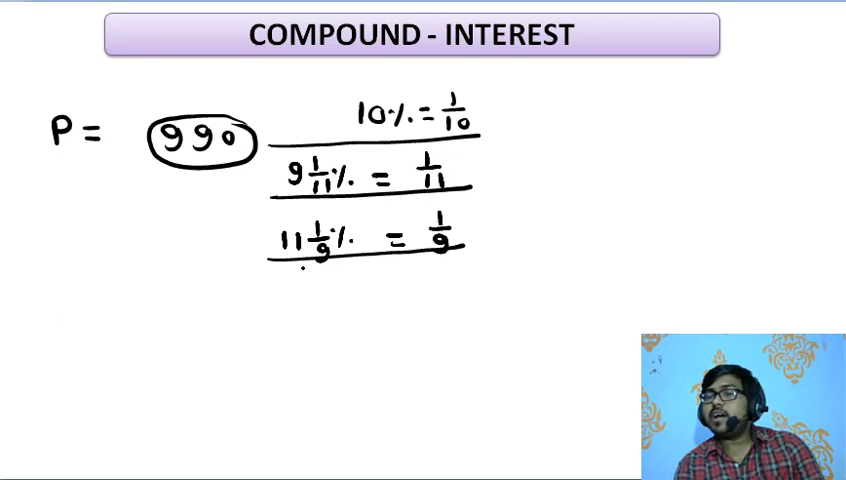 COMPOUND - INTEREST
10% = 1/10
P = 990
9 1/11 % = 1/11
11 1/9 % = 1/9